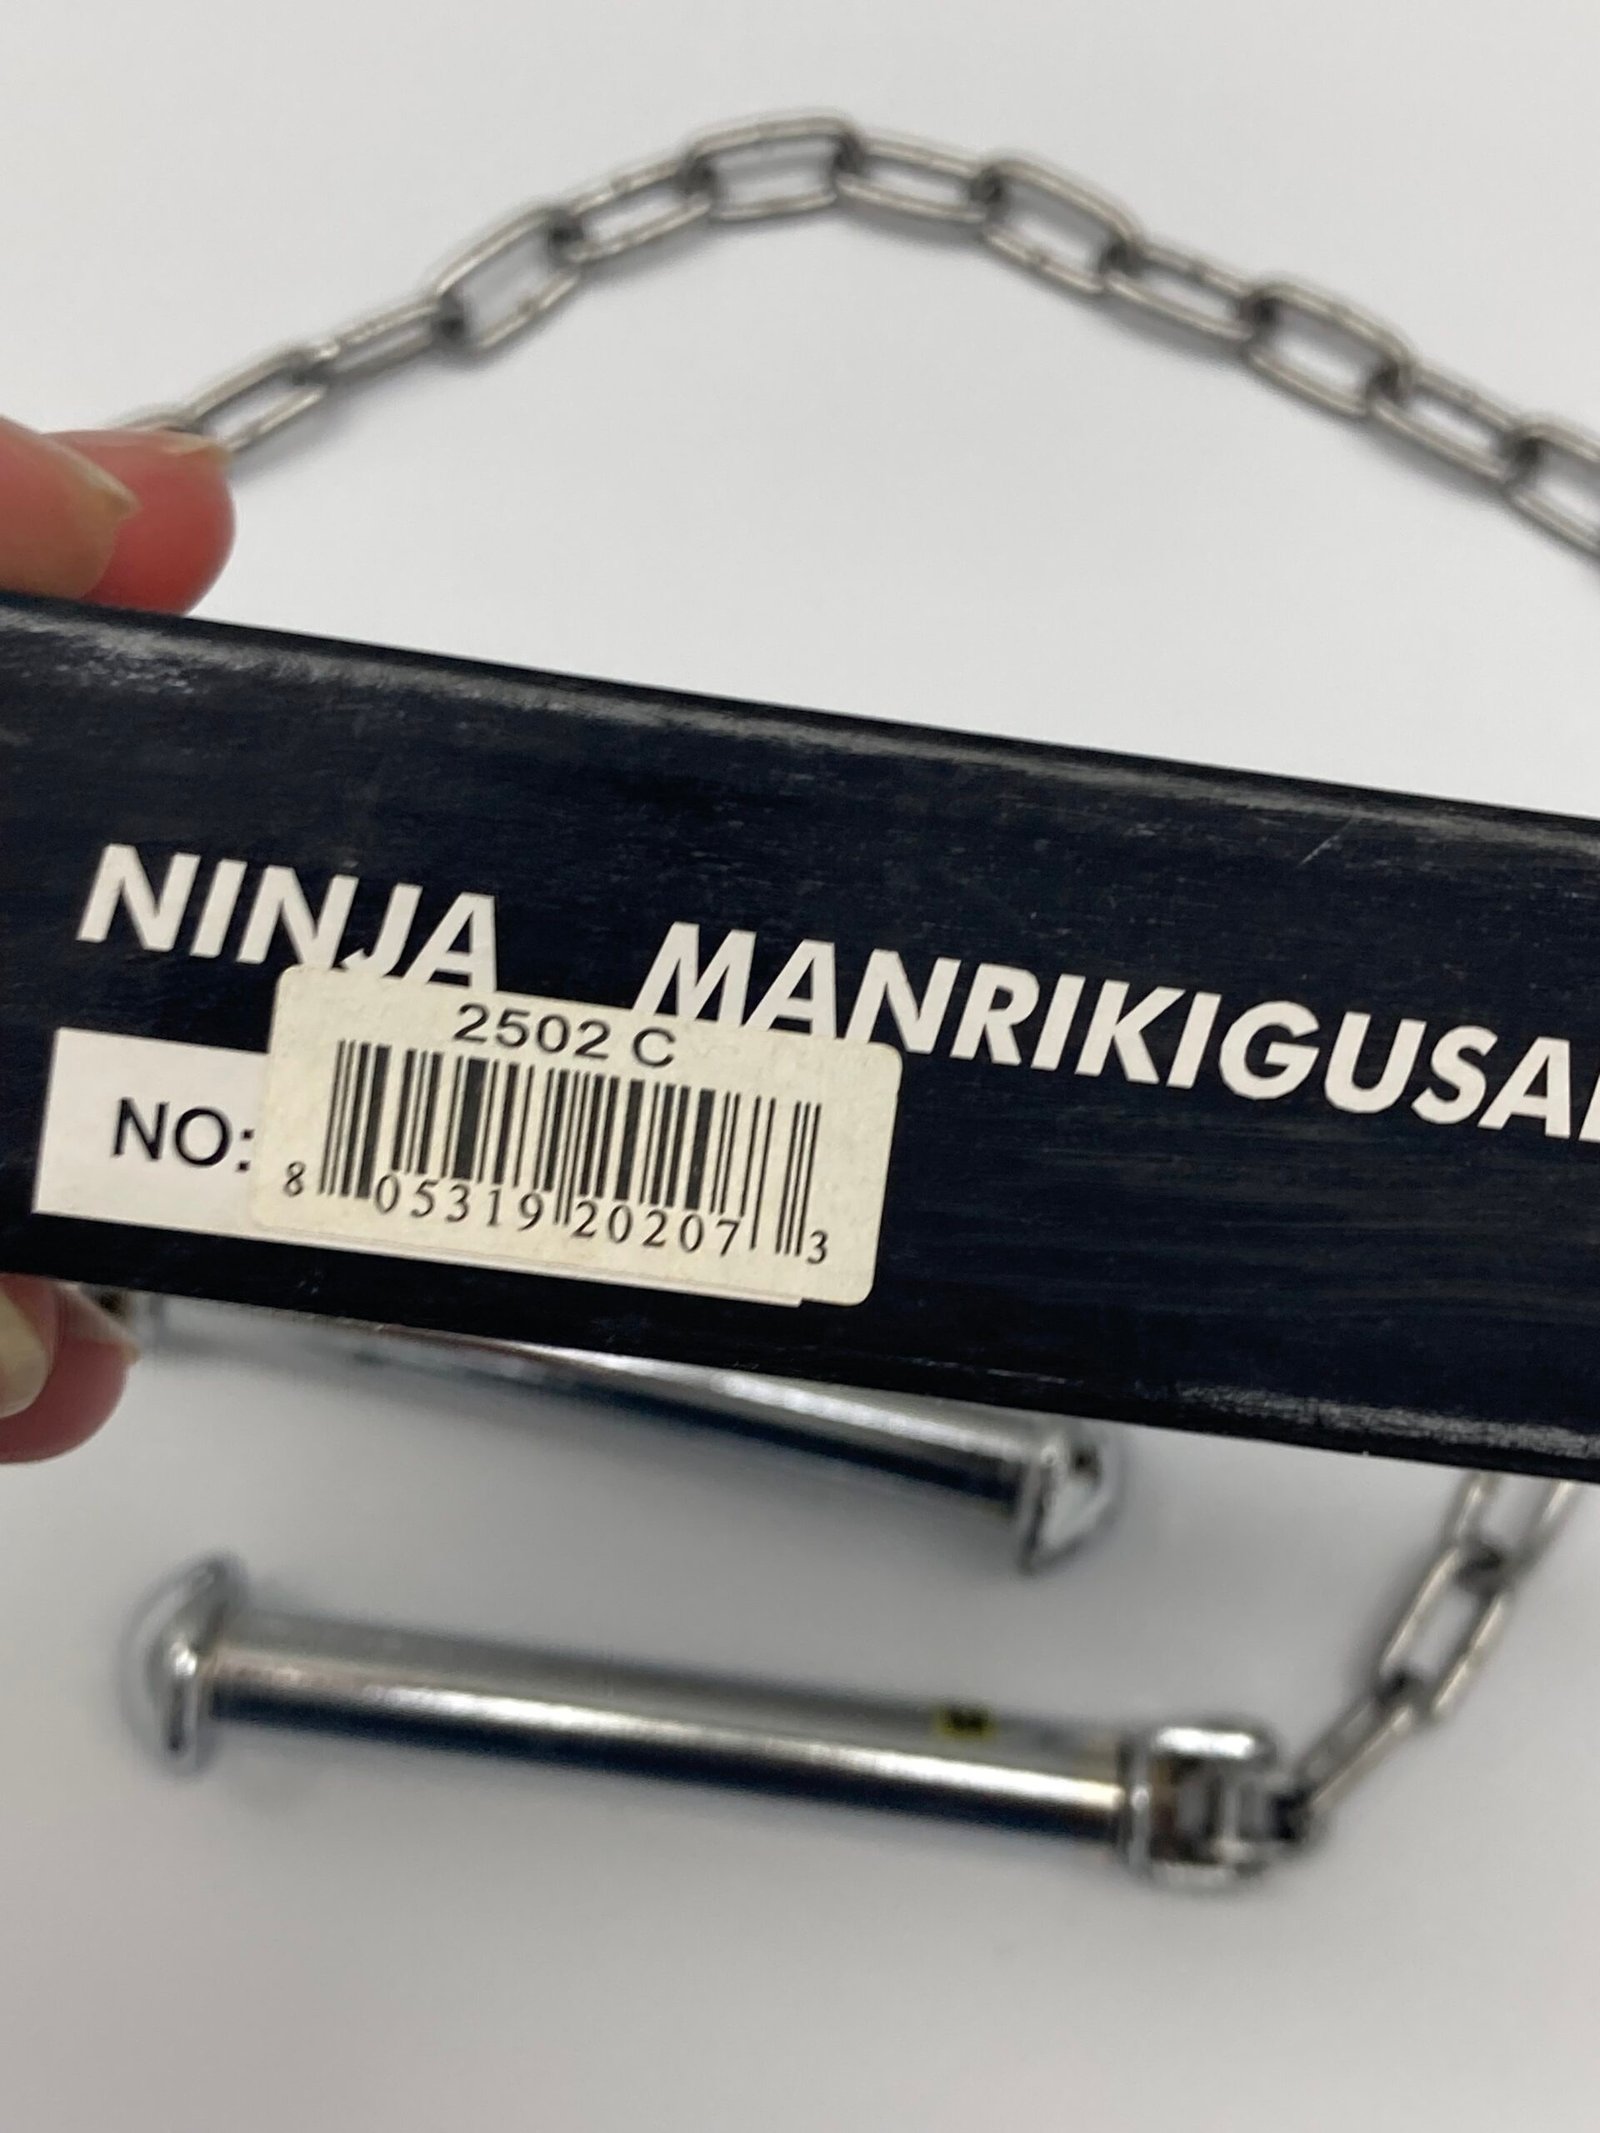 NINJA MANRIKIGUSA
2502 C
NO:
8 05319 20207 3